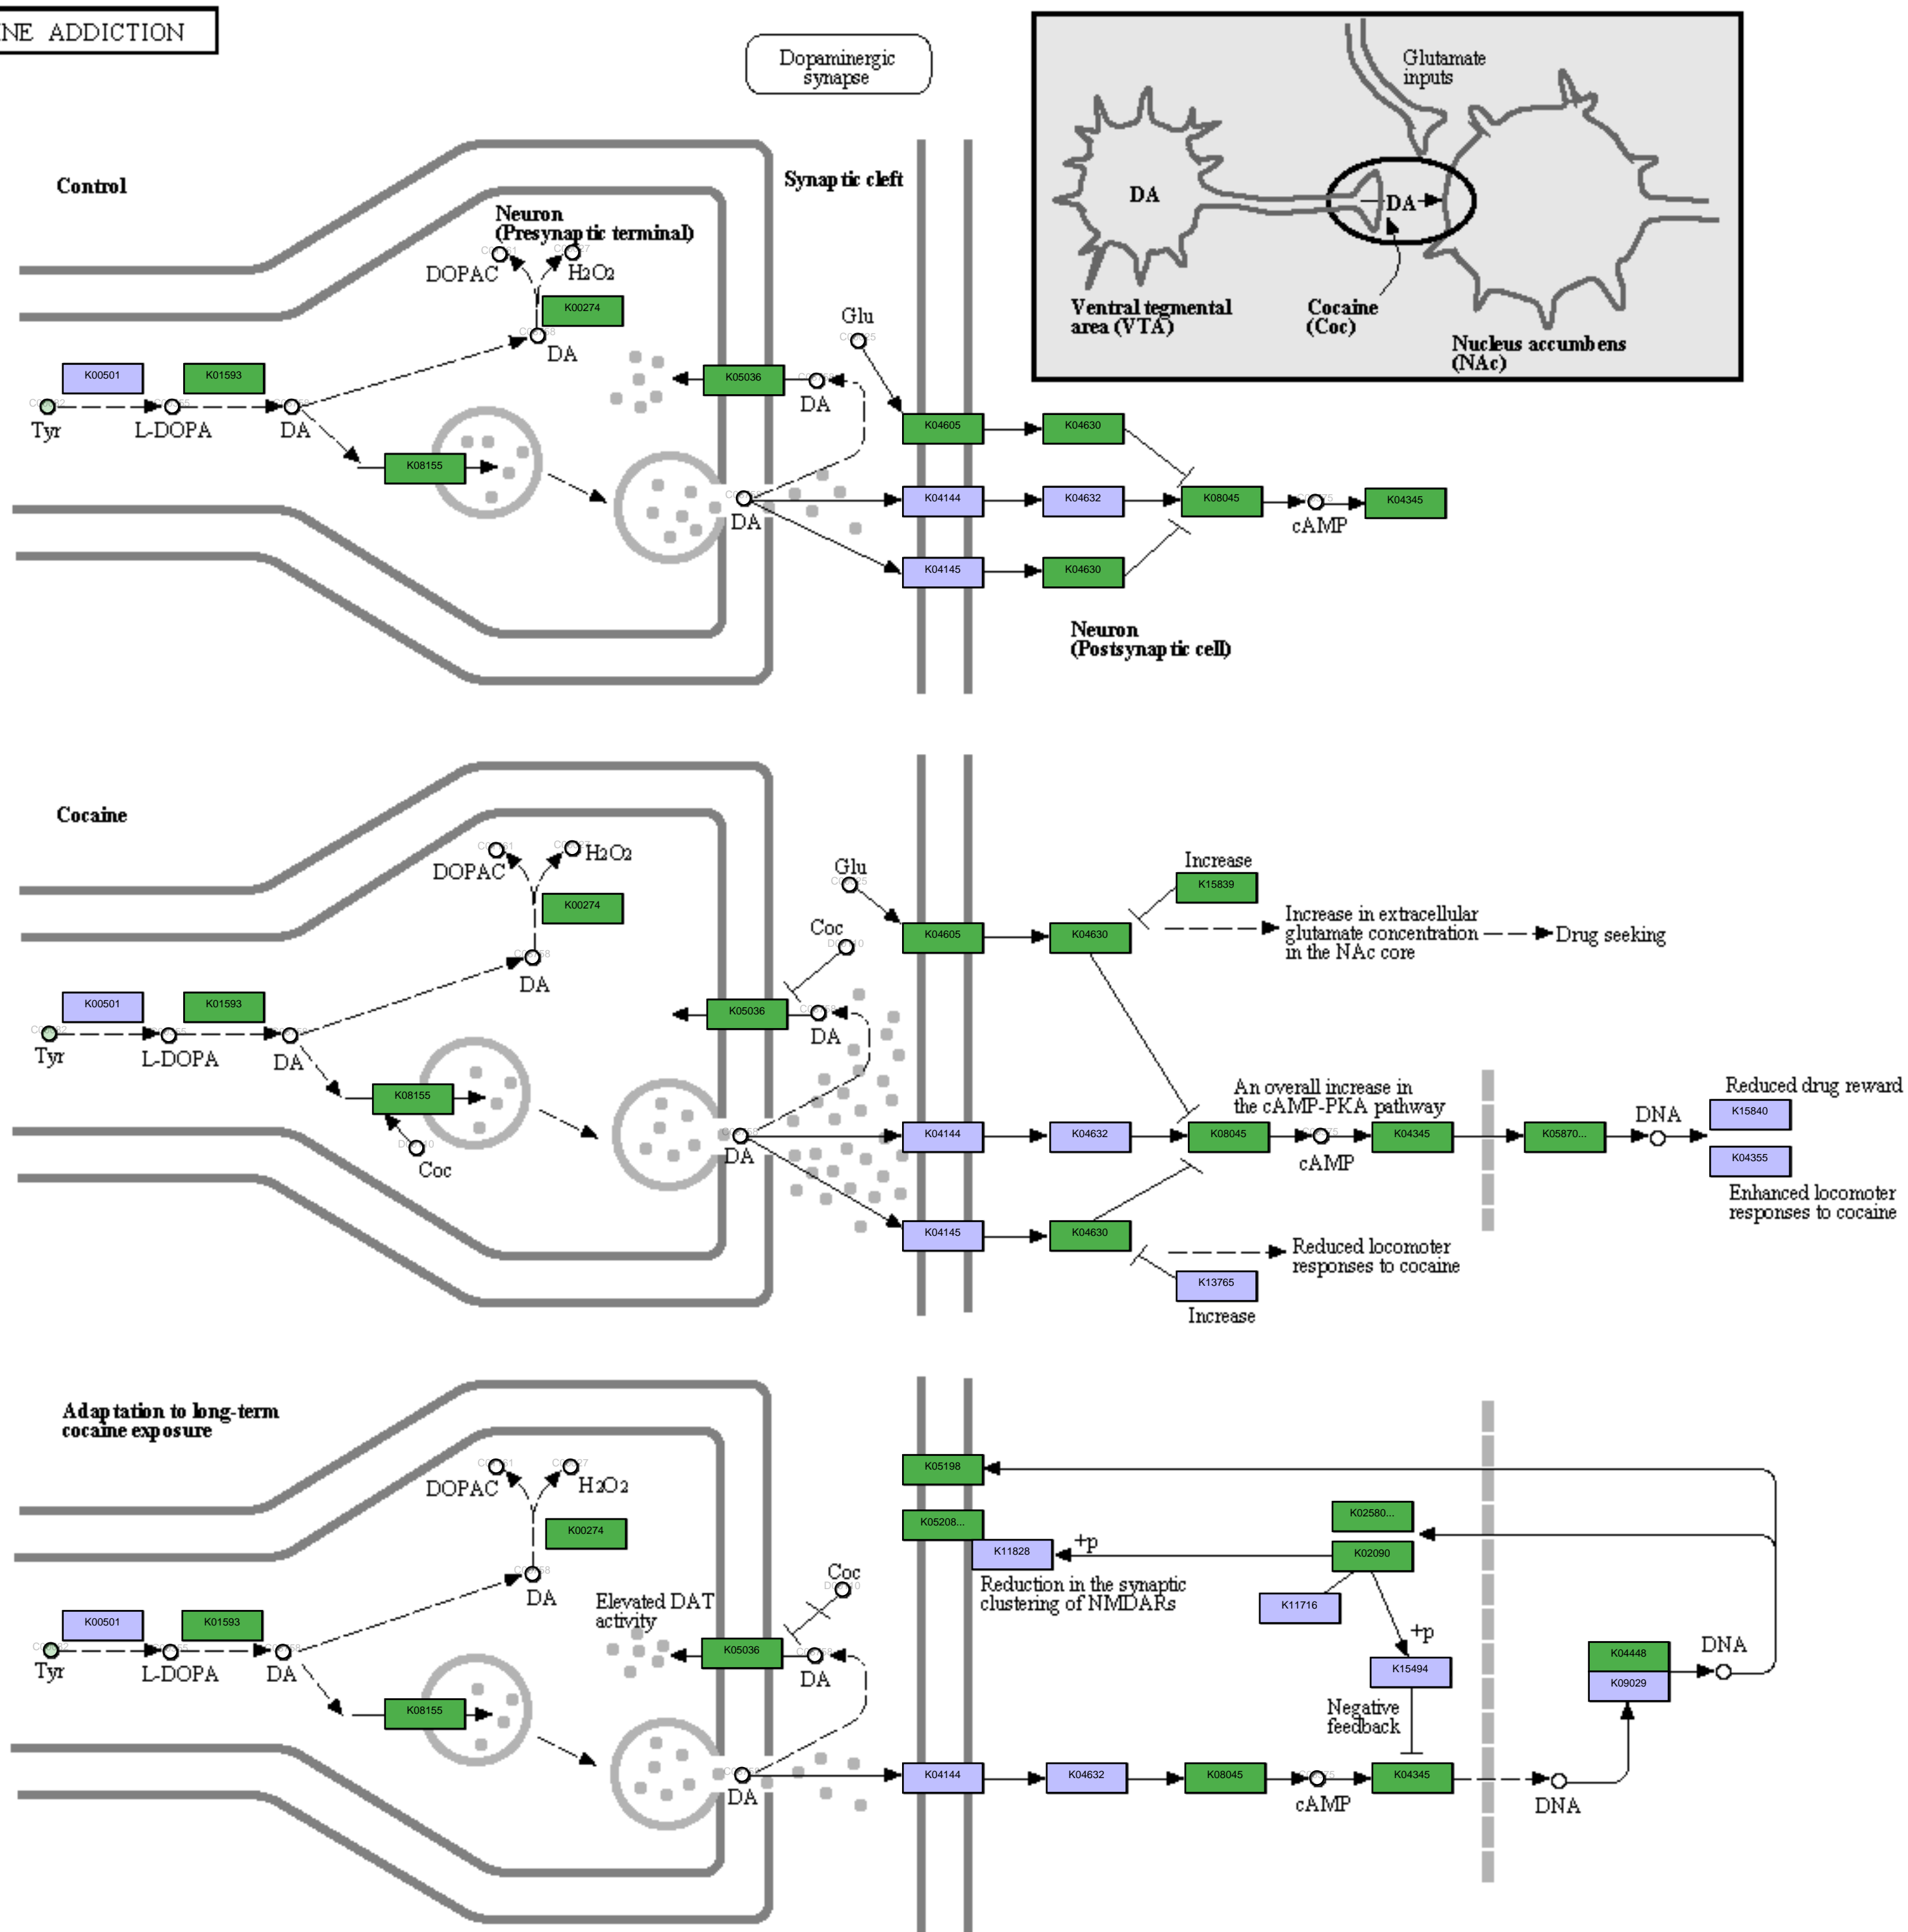 NE ADDICTION
Dopaminergic
synapse
Glutamate
inputs
DA
DA
Ventral tegmental
area (VTA)
Cocaine
(Coc)
Nucleus accumbens
(NAc)
Control
Synaptic cleft
Neuron
(Presynaptic terminal)
DOPAC
H2O2
K00274
DA
Glu
K00501
K01593
K05036
DA
Tyr
L-DOPA
DA
K08155
DA
K04605
K04630
K04144
K04632
K08045
cAMP
K04345
K04145
K04630
Neuron
(Postsynaptic cell)
Cocaine
DOPAC
H2O2
K00274
DA
Glu
Coc
K00501
K01593
K05036
DA
Tyr
L-DOPA
DA
K08155
Coc
DA
K04605
K04630
Increase
K15839
Increase in extracellular
glutamate concentration
in the NAc core
Drug seeking
An overall increase in
the cAMP-PKA pathway
K04144
K04632
K08045
cAMP
K04345
K05870...
DNA
Reduced drug reward
K15840
K04355
Enhanced locomoter
responses to cocaine
K04145
K04630
Reduced locomoter
responses to cocaine
K13765
Increase
Adaptation to long-term
cocaine exposure
DOPAC
H2O2
K00274
DA
Elevated DAT
activity
Coc
K00501
K01593
K05036
DA
Tyr
L-DOPA
DA
K08155
DA
K05198
K05208...
K11828
+p
Reduction in the synaptic
clustering of NMDARs
K02580...
K02090
K11716
+p
K15494
Negative
feedback
K04448
K09029
DNA
K04144
K04632
K08045
cAMP
K04345
DNA